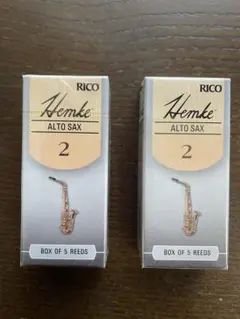 RICO
Hemke
ALTO SAX
2
BOX OF 5 REEDS
RICO
Hemke
ALTO SAX
2
BOX OF 5 REEDS